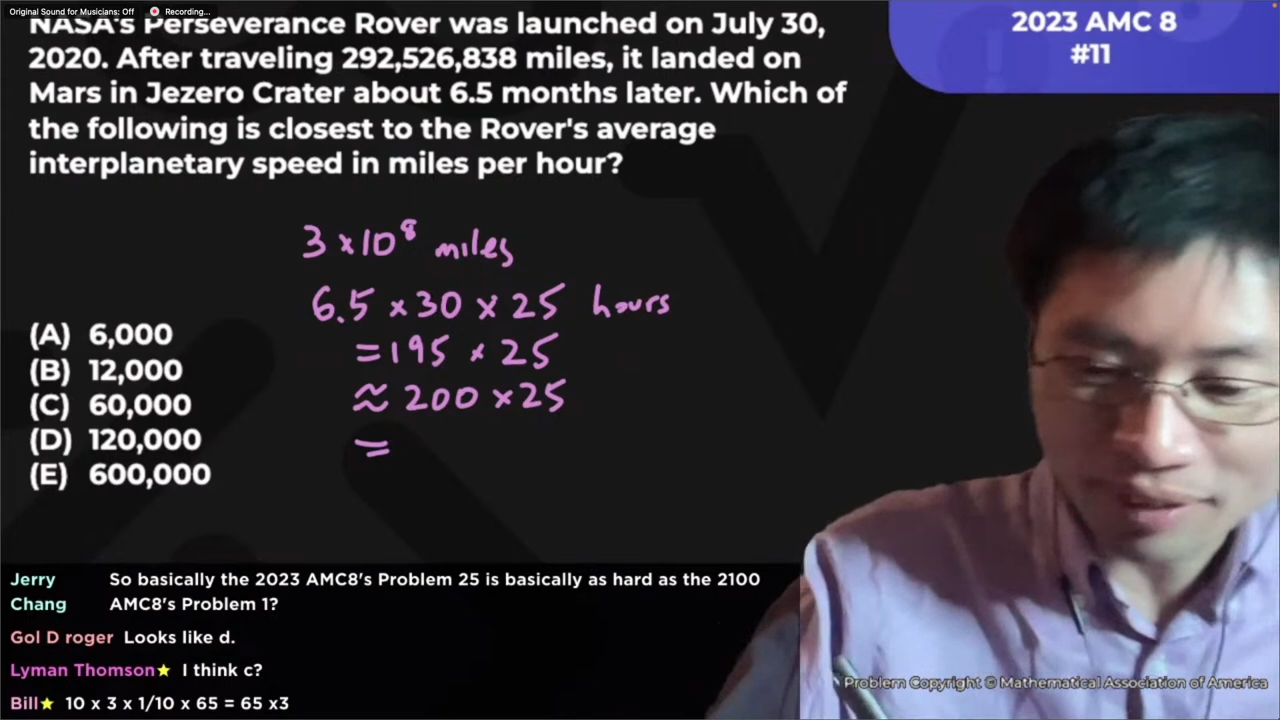 Original Sound for Musicians: Off
Recording...
NASA's Perseverance Rover was launched on July 30,
2020. After traveling 292,526,838 miles, it landed on
Mars in Jezero Crater about 6.5 months later. Which of
the following is closest to the Rover's average
interplanetary speed in miles per hour?
2023 AMC 8
#11
3 × 10⁸ miles
6.5 × 30 × 25 hours
= 195 × 25
≈ 200 × 25
=
(A) 6,000
(B) 12,000
(C) 60,000
(D) 120,000
(E) 600,000
Jerry Chang So basically the 2023 AMC8's Problem 25 is basically as hard as the 2100
AMC8's Problem 1?
Gol D roger Looks like d.
Lyman Thomson★ I think c?
Bill★ 10 x 3 x 1/10 x 65 = 65 x3
Problem Copyright © Mathematical Association of America